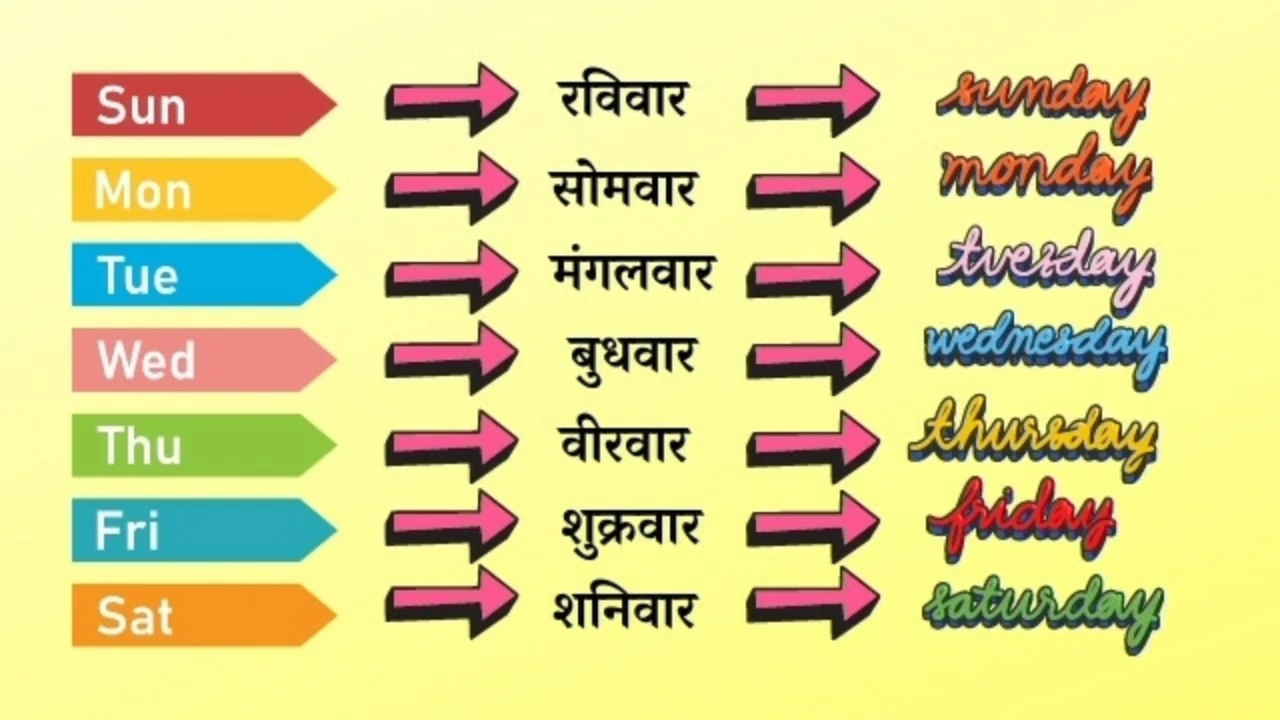 Sun रविवार sunday
Mon सोमवार monday
Tue मंगलवार tuesday
Wed बुधवार wednesday
Thu वीरवार thursday
Fri शुक्रवार friday
Sat शनिवार saturday